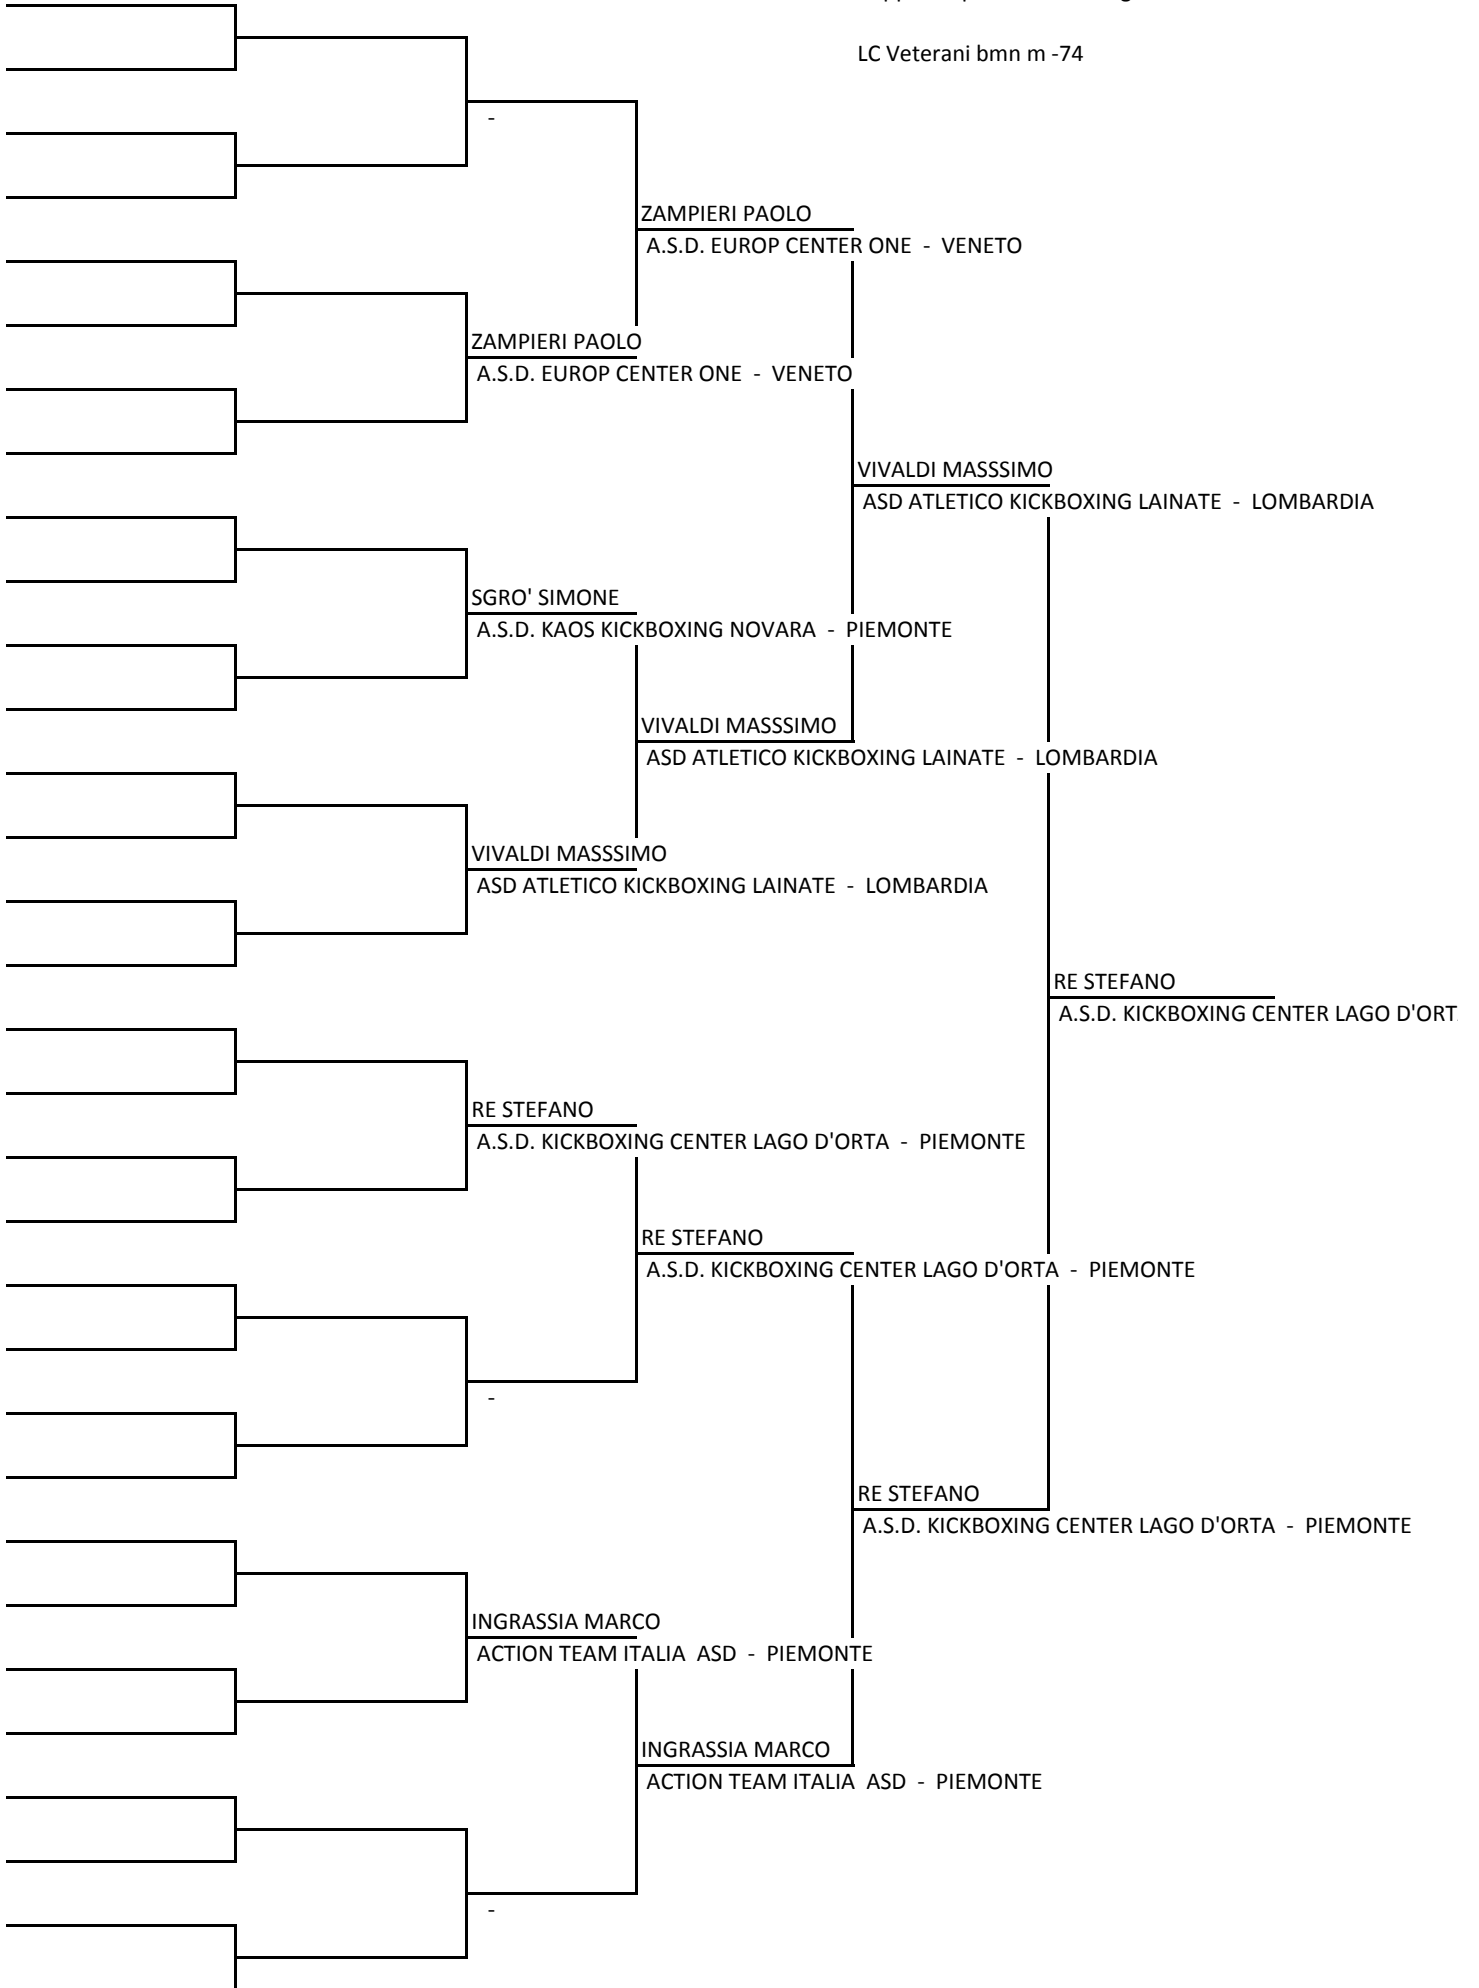 LC Veterani bmn m -74
-
ZAMPIERI PAOLO
A.S.D. EUROP CENTER ONE - VENETO
ZAMPIERI PAOLO
A.S.D. EUROP CENTER ONE - VENETO
VIVALDI MASSSIMO
ASD ATLETICO KICKBOXING LAINATE - LOMBARDIA
SGRO' SIMONE
A.S.D. KAOS KICKBOXING NOVARA - PIEMONTE
VIVALDI MASSSIMO
ASD ATLETICO KICKBOXING LAINATE - LOMBARDIA
VIVALDI MASSSIMO
ASD ATLETICO KICKBOXING LAINATE - LOMBARDIA
RE STEFANO
A.S.D. KICKBOXING CENTER LAGO D'ORT
RE STEFANO
A.S.D. KICKBOXING CENTER LAGO D'ORTA - PIEMONTE
RE STEFANO
A.S.D. KICKBOXING CENTER LAGO D'ORTA - PIEMONTE
-
RE STEFANO
A.S.D. KICKBOXING CENTER LAGO D'ORTA - PIEMONTE
INGRASSIA MARCO
ACTION TEAM ITALIA ASD - PIEMONTE
INGRASSIA MARCO
ACTION TEAM ITALIA ASD - PIEMONTE
-